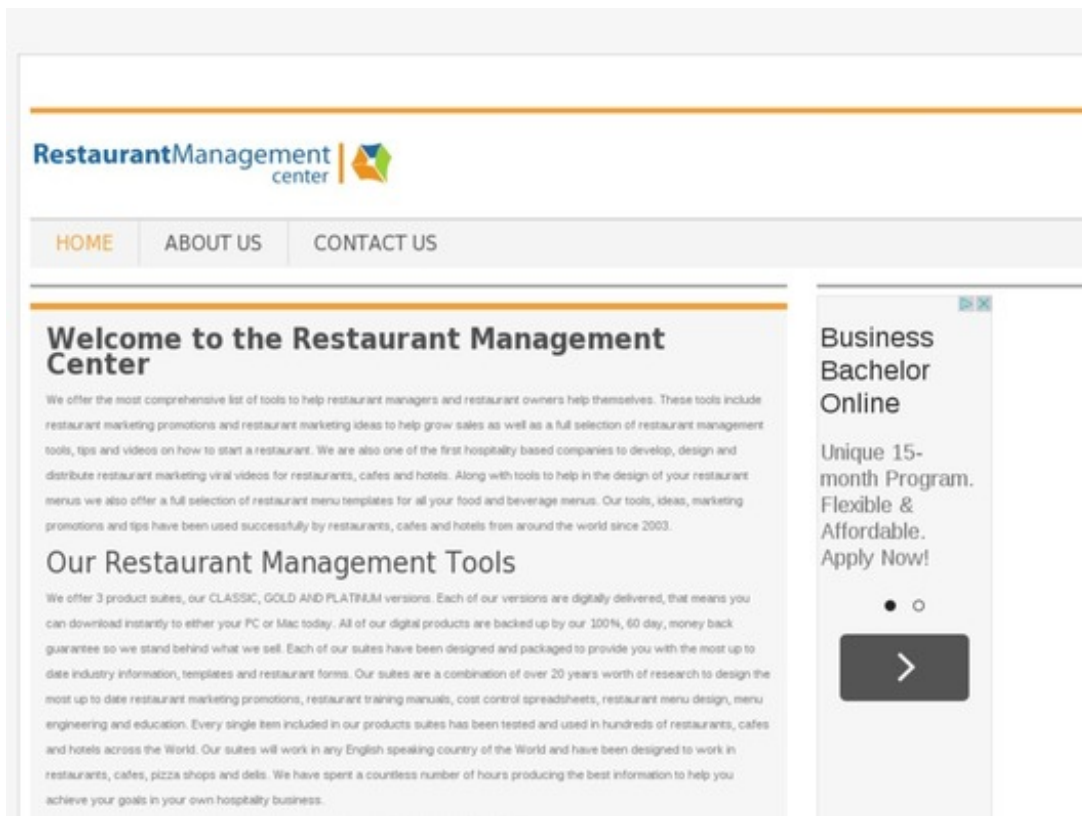 RestaurantManagement
center
HOME
ABOUT US
CONTACT US
Welcome to the Restaurant Management
Center
We offer the most comprehensive list of tools to help restaurant managers and restaurant owners help themselves. These tools include
restaurant marketing promotions and restaurant marketing ideas to help grow sales as well as a full selection of restaurant management
tools, tips and videos on how to start a restaurant. We are also one of the first hospitality based companies to develop, design and
distribute restaurant marketing viral videos for restaurants, cafes and hotels. Along with tools to help in the design of your restaurant
menus we also offer a full selection of restaurant menu templates for all your food and beverage menus. Our tools, ideas, marketing
promotions and tips have been used successfully by restaurants, cafes and hotels from around the world since 2003.
Our Restaurant Management Tools
We offer 3 product suites, our CLASSIC, GOLD AND PLATINUM versions. Each of our versions are digitally delivered, that means you
can download instantly to either your PC or Mac today. All of our digital products are backed up by our 100%, 60 day, money back
guarantee so we stand behind what we sell. Each of our suites have been designed and packaged to provide you with the most up to
date industry information, templates and restaurant forms. Our suites are a combination of over 20 years worth of research to design the
most up to date restaurant marketing promotions, restaurant training manuals, cost control spreadsheets, restaurant menu design, menu
engineering and education. Every single item included in our products suites has been tested and used in hundreds of restaurants, cafes
and hotels across the World. Our suites will work in any English speaking country of the World and have been designed to work in
restaurants, cafes, pizza shops and delis. We have spent a countless number of hours producing the best information to help you
achieve your goals in your own hospitality business.
Business
Bachelor
Online
Unique 15-
month Program.
Flexible &
Affordable.
Apply Now!